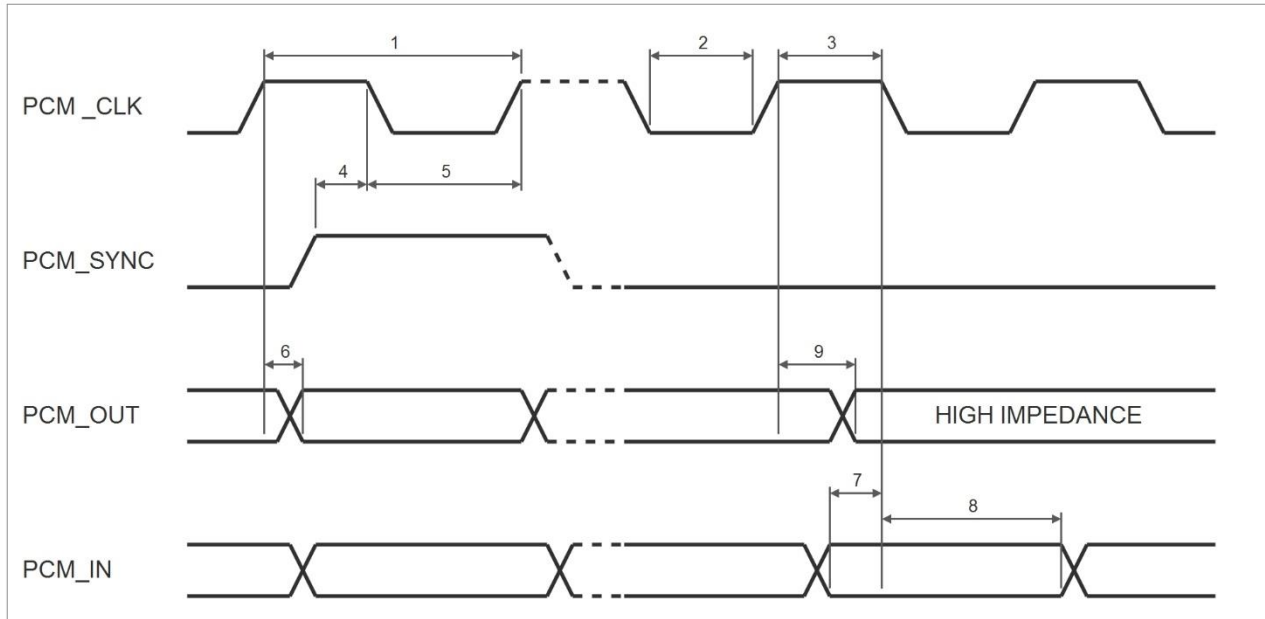 1
2
3
PCM _CLK
4
5
PCM_SYNC
6
9
PCM_OUT
HIGH IMPEDANCE
7
8
PCM_IN